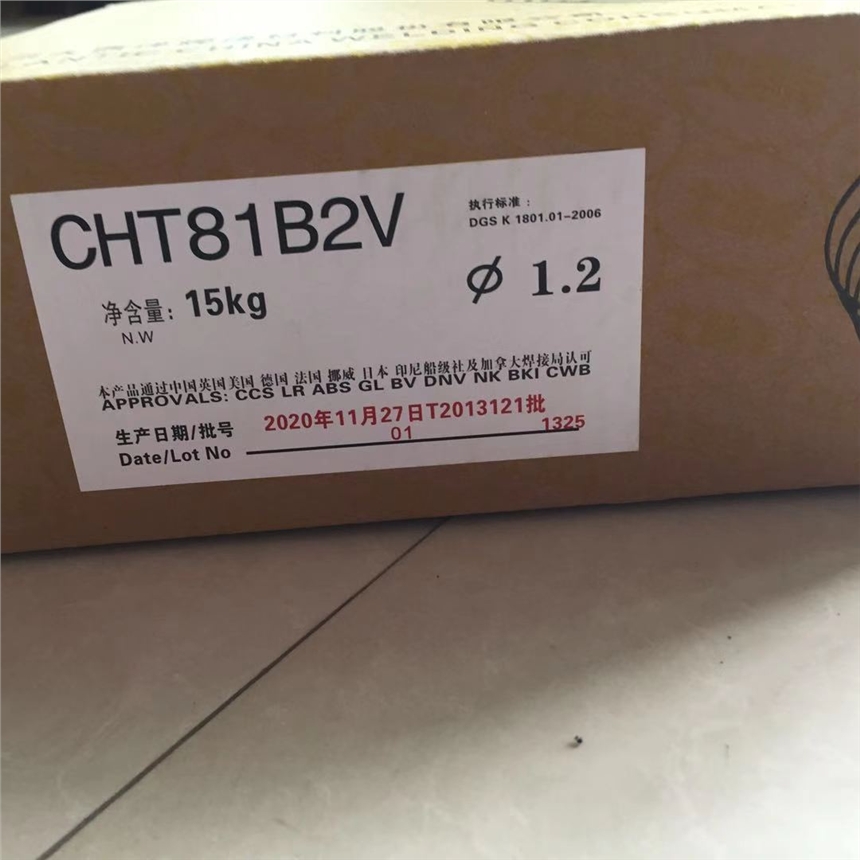 CHT81B2V
执行标准：
DGS K 1801.01-2006
净含量: 15kg
N.W
ϕ 1.2
本产品通过中国英国美国 德国 法国 挪威 日本 印尼船级社及加拿大焊接局认可
APPROVALS: CCS LR ABS GL BV DNV NK BKI CWB
生产日期/批号
2020年11月27日T2013121批
Date/Lot No
01
1325